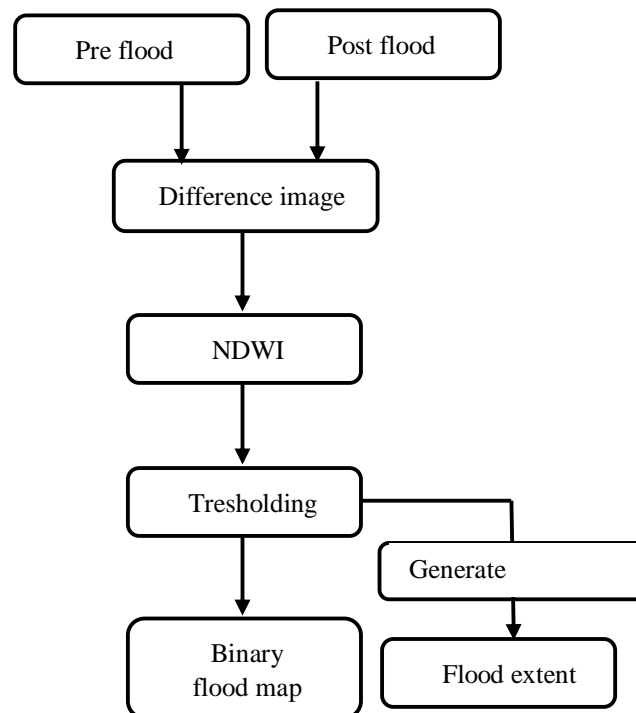 Pre flood
Post flood
Difference image
NDWI
Tresholding
Generate
Binary
flood map
Flood extent